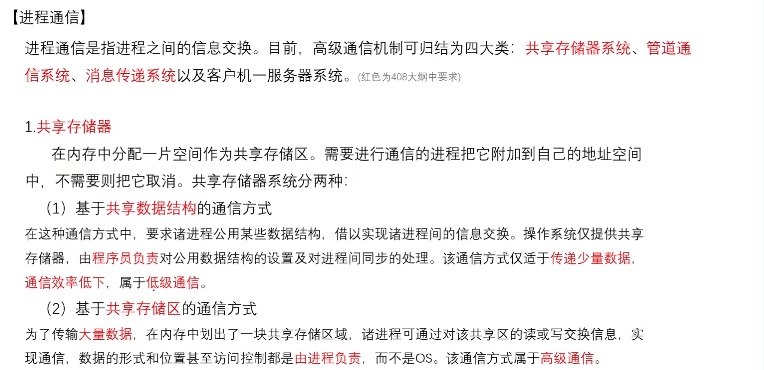 【进程通信】
进程通信是指进程之间的信息交换。目前，高级通信机制可归结为四大类：共享存储器系统、管道通
信系统、消息传递系统以及客户机—服务器系统。(红色为408大纲中要求)
1.共享存储器
在内存中分配一片空间作为共享存储区。需要进行通信的进程把它附加到自己的地址空间
中，不需要则把它取消。共享存储器系统分两种：
（1）基于共享数据结构的通信方式
在这种通信方式中，要求诸进程公用某些数据结构，借以实现诸进程间的信息交换。操作系统仅提供共享
存储器，由程序员负责对公用数据结构的设置及对进程间同步的处理。该通信方式仅适于传递少量数据，
通信效率低下，属于低级通信。
（2）基于共享存储区的通信方式
为了传输大量数据，在内存中划出了一块共享存储区域，诸进程可通过对该共享区的读或写交换信息，实
现通信，数据的形式和位置甚至访问控制都是由进程负责，而不是OS。该通信方式属于高级通信。